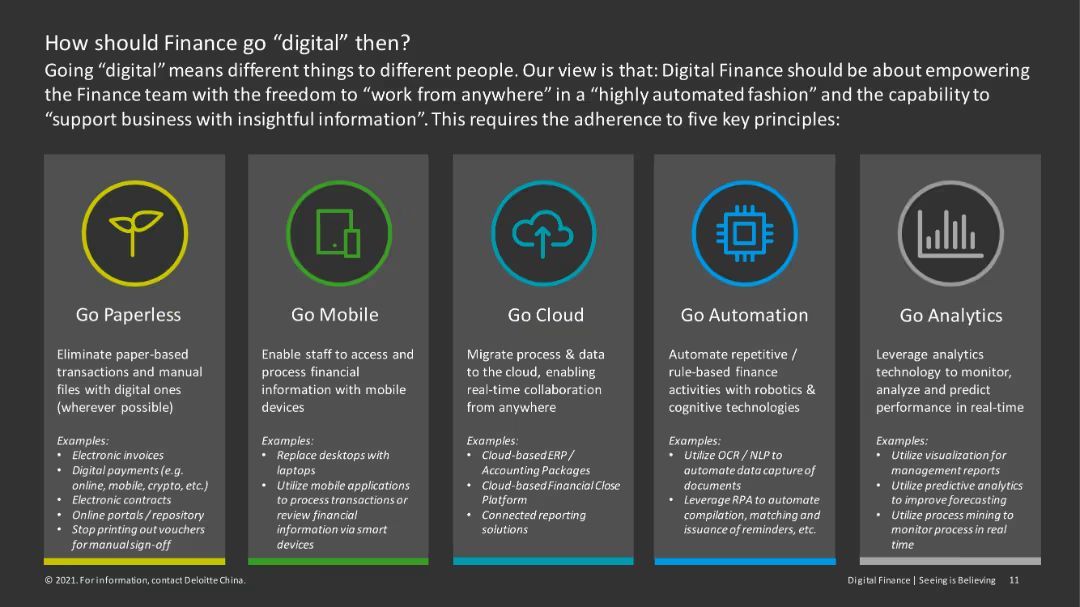 How should Finance go “digital” then?
Going “digital” means different things to different people. Our view is that: Digital Finance should be about empowering
the Finance team with the freedom to “work from anywhere” in a “highly automated fashion” and the capability to
“support business with insightful information”. This requires the adherence to five key principles:
Go Paperless
Eliminate paper-based
transactions and manual
files with digital ones
(wherever possible)
Examples:
• Electronic invoices
• Digital payments (e.g.
online, mobile, crypto, etc.)
• Electronic contracts
• Online portals / repository
• Stop printing out vouchers
for manual sign-off
Go Mobile
Enable staff to access and
process financial
information with mobile
devices
Examples:
• Replace desktops with
laptops
• Utilize mobile applications
to process transactions or
review financial
information via smart
devices
Go Cloud
Migrate process & data
to the cloud, enabling
real-time collaboration
from anywhere
Examples:
• Cloud-based ERP /
Accounting Packages
• Cloud-based Financial Close
Platform
• Connected reporting
solutions
Go Automation
Automate repetitive /
rule-based finance
activities with robotics &
cognitive technologies
Examples:
• Utilize OCR / NLP to
automate data capture of
documents
• Leverage RPA to automate
compilation, matching and
issuance of reminders, etc.
Go Analytics
Leverage analytics
technology to monitor,
analyze and predict
performance in real-time
Examples:
• Utilize visualization for
management reports
• Utilize predictive analytics
to improve forecasting
• Utilize process mining to
monitor process in real
time
© 2021. For information, contact Deloitte China.
Digital Finance | Seeing is Believing 11